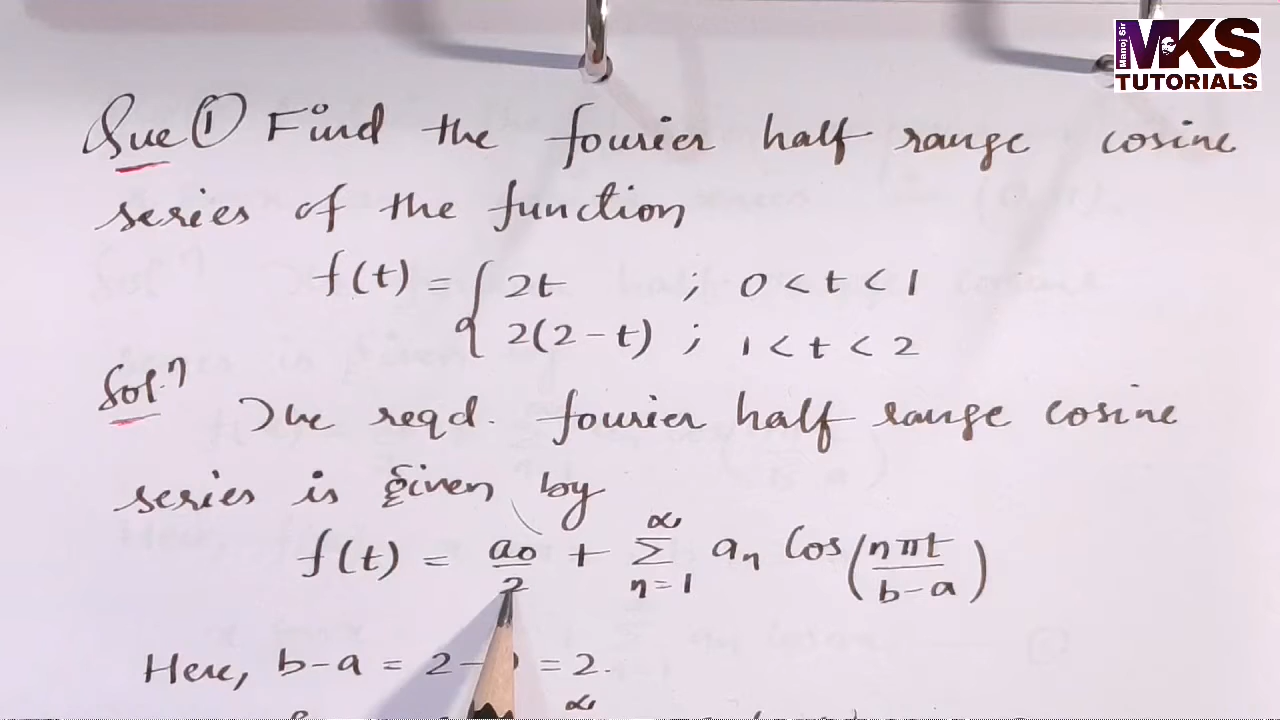 Manoj Sir
MKS
TUTORIALS
Que ① Find the fourier half range cosine
series of the function
f(t) = { 2t ; 0 < t < 1
2(2-t) ; 1 < t < 2
Solⁿ The reqd. fourier half range cosine
series is given by
f(t) = a0/2 + ∑_{n=1}^{∞} aₙ Cos(nπt/(b-a))
Here, b-a = 2- = 2.
∞